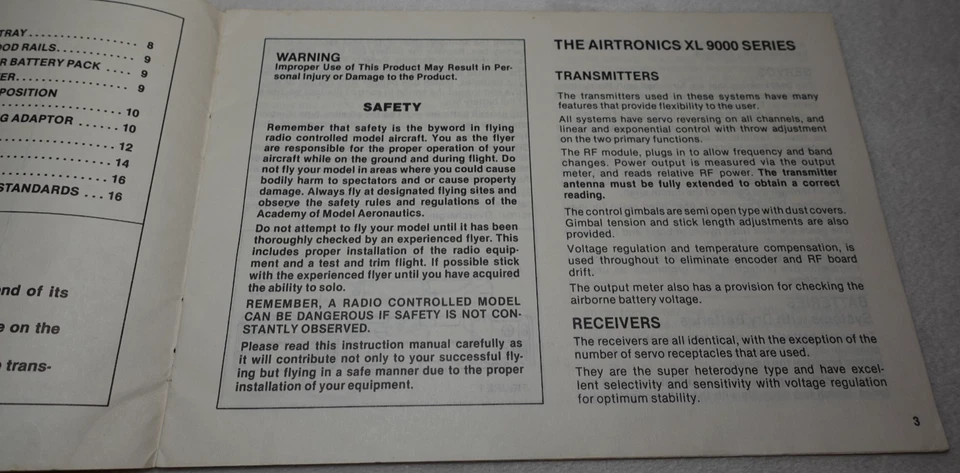 TRAY................. 8
OOD RAILS............ 9
R BATTERY PACK .... 9
ER................. 9
POSITION
..................... 10
G ADAPTOR ...... 10
..................... 12
..................... 14
..................... 16
STANDARDS ... 16
nd of its
e on the
trans-
WARNING
Improper Use of This Product May Result in Per-
sonal Injury or Damage to the Product.
SAFETY
Remember that safety is the byword in flying
radio controlled model aircraft. You as the flyer
are responsible for the proper operation of your
aircraft while on the ground and during flight. Do
not fly your model in areas where you could cause
bodily harm to spectators and or cause property
damage. Always fly at designated flying sites and
observe the safety rules and regulations of the
Academy of Model Aeronautics.
Do not attempt to fly your model until it has been
thoroughly checked by an experienced flyer. This
includes proper installation of the radio equip-
ment and a test and trim flight. If possible stick
with the experienced flyer until you have acquired
the ability to solo.
REMEMBER, A RADIO CONTROLLED MODEL
CAN BE DANGEROUS IF SAFETY IS NOT CON-
STANTLY OBSERVED.
Please read this instruction manual carefully as
it will contribute not only to your successful fly-
ing but flying in a safe manner due to the proper
installation of your equipment.
THE AIRTRONICS XL 9000 SERIES
TRANSMITTERS
The transmitters used in these systems have many
features that provide flexibility to the user.
All systems have servo reversing on all channels, and
linear and exponential control with throw adjustment
on the two primary functions.
The RF module, plugs in to allow frequency and band
changes. Power output is measured via the output
meter, and reads relative RF power. The transmitter
antenna must be fully extended to obtain a correct
reading.
The control gimbals are semi open type with dust covers.
Gimbal tension and stick length adjustments are also
provided.
Voltage regulation and temperature compensation, is
used throughout to eliminate encoder and RF board
drift.
The output meter also has a provision for checking the
airborne battery voltage.
RECEIVERS
The receivers are all identical, with the exception of the
number of servo receptacles that are used.
They are the super heterodyne type and have excel-
lent selectivity and sensitivity with voltage regulation
for optimum stability.
3